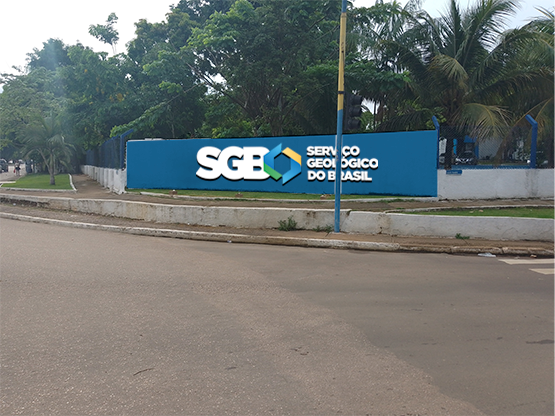 SGB
SERVIÇO
GEOLÓGICO
DO BRASIL